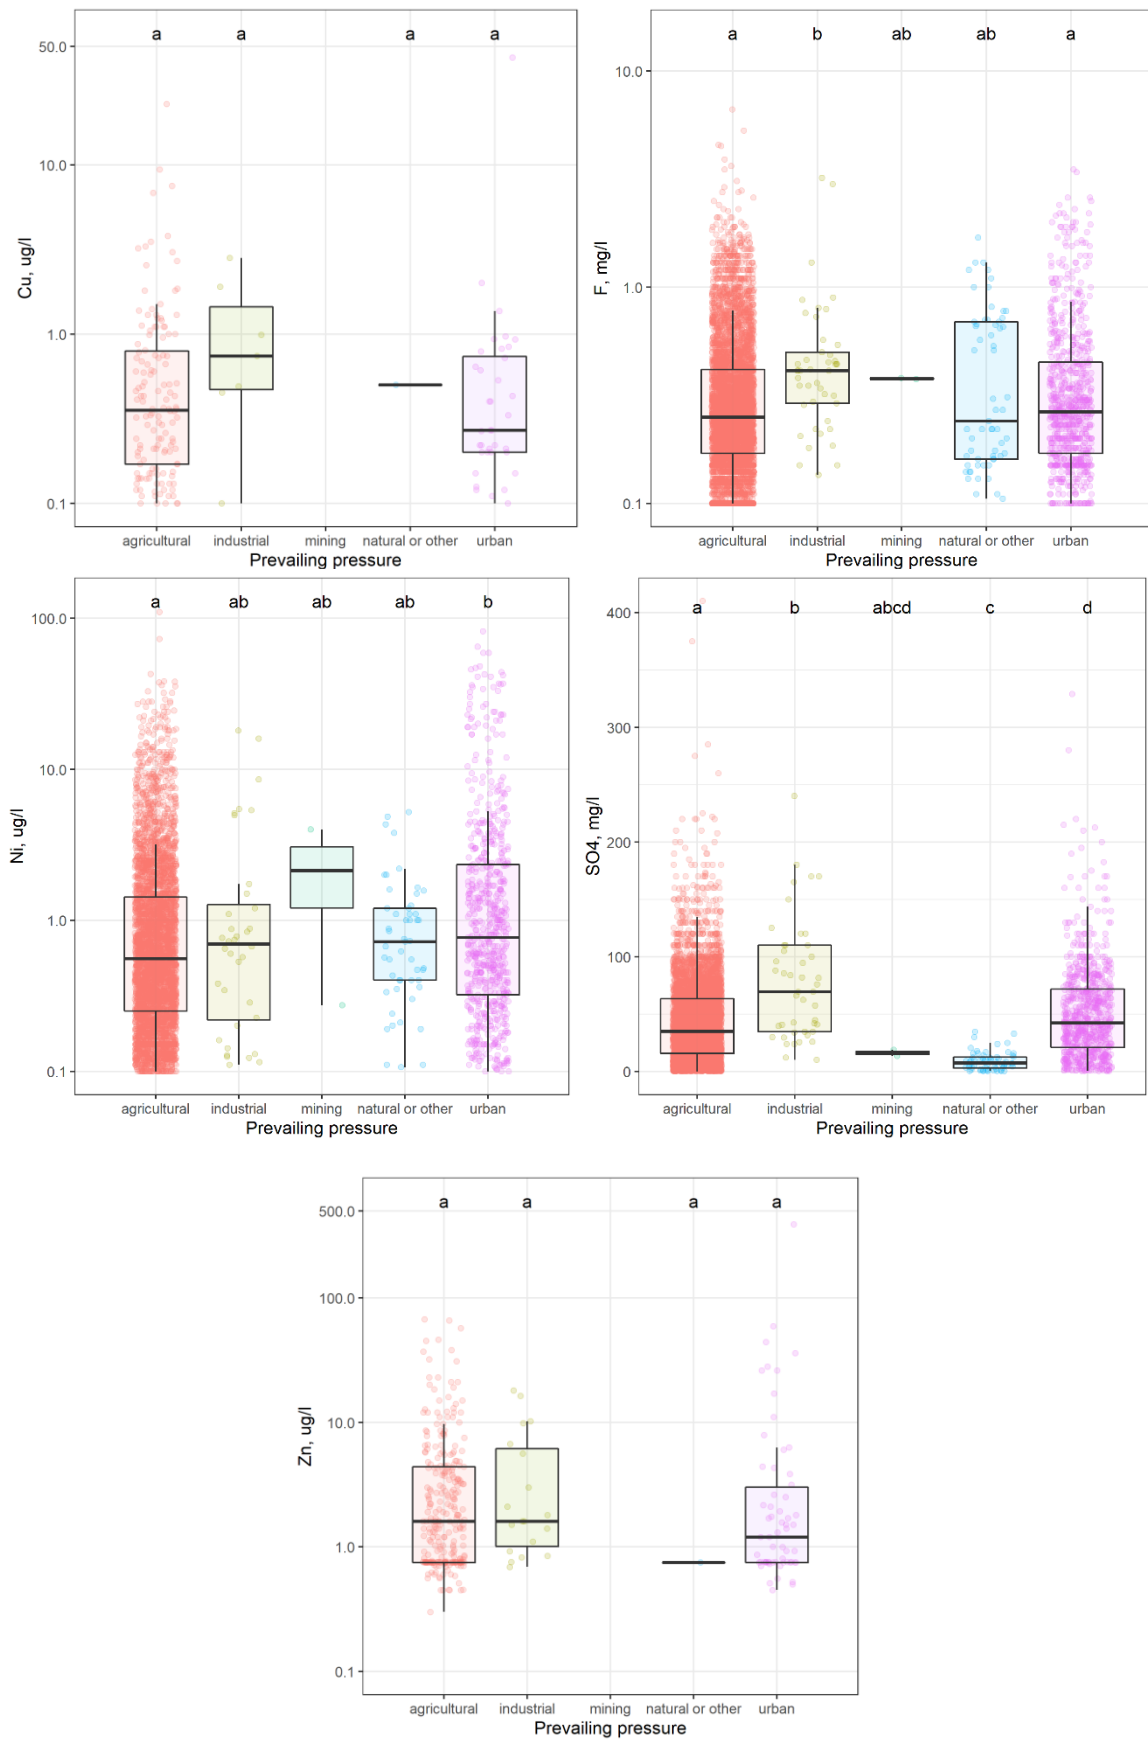 a a a a
50.0
10.0
1.0
0.1
Cu, ug/l
agricultural industrial mining natural or other urban
Prevailing pressure
a b ab ab a
10.0
1.0
0.1
F, mg/l
agricultural industrial mining natural or other urban
Prevailing pressure
a ab ab ab b
100.0
10.0
1.0
0.1
Ni, ug/l
agricultural industrial mining natural or other urban
Prevailing pressure
a b abcd c d
400
300
200
100
0
SO4, mg/l
agricultural industrial mining natural or other urban
Prevailing pressure
a a a a
500.0
100.0
10.0
1.0
0.1
Zn, ug/l
agricultural industrial mining natural or other urban
Prevailing pressure